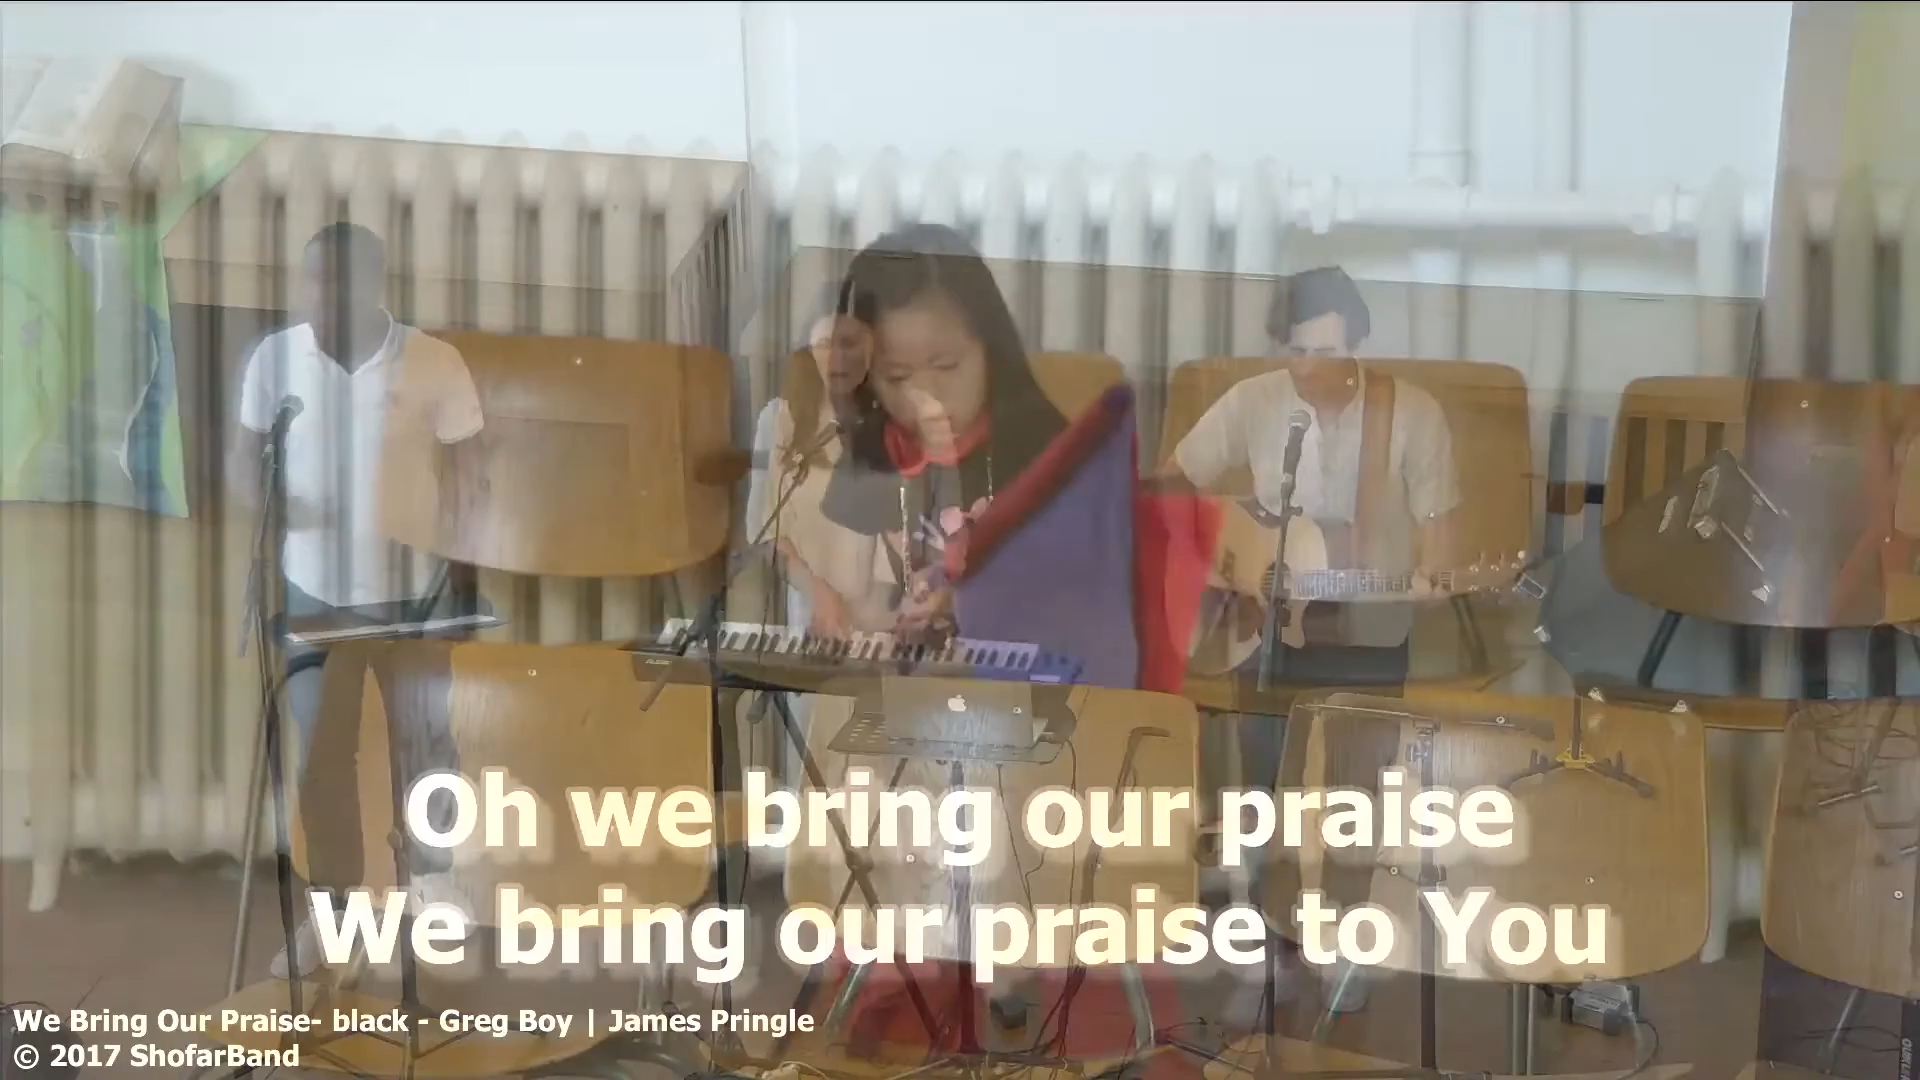 Oh we bring our praise
We bring our praise to You
We Bring Our Praise- black - Greg Boy | James Pringle
© 2017 ShofarBand